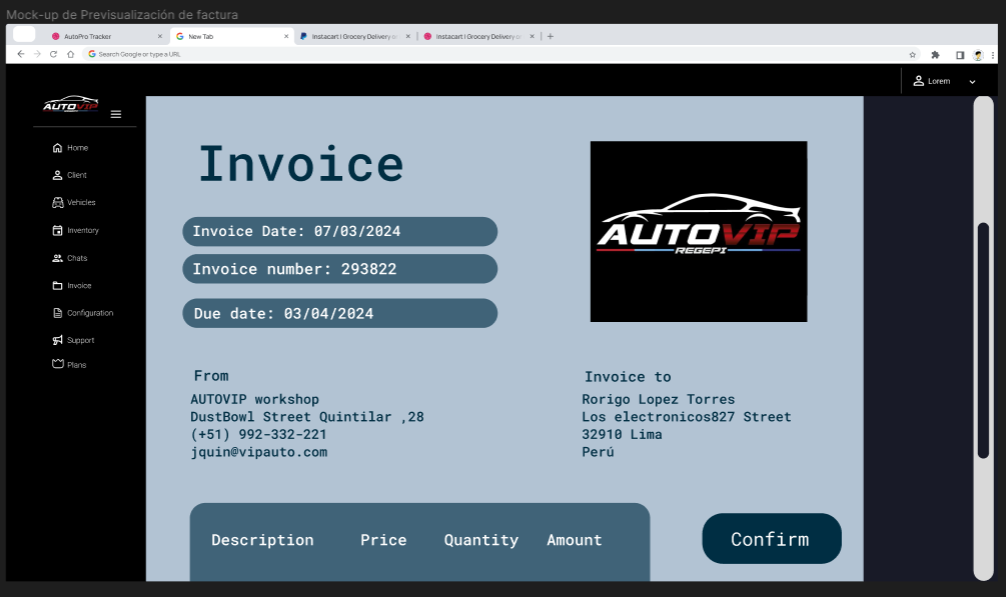 Mock-up de Previsualización de factura
AutoPro Tracker
New Tab
Instacart | Grocery Delivery
Instacart | Grocery Delivery
Search Google or type a URL
Lorem
AUTOVIP
Home
Client
Vehicles
Inventory
Chats
Invoice
Configuration
Support
Plans
Invoice
Invoice Date: 07/03/2024
Invoice number: 293822
Due date: 03/04/2024
AUTOVIP
REGEPI
From
AUTOVIP workshop
DustBowl Street Quintilar ,28
(+51) 992-332-221
jquin@vipauto.com
Invoice to
Rorigo Lopez Torres
Los electronicos827 Street
32910 Lima
Perú
Description Price Quantity Amount
Confirm